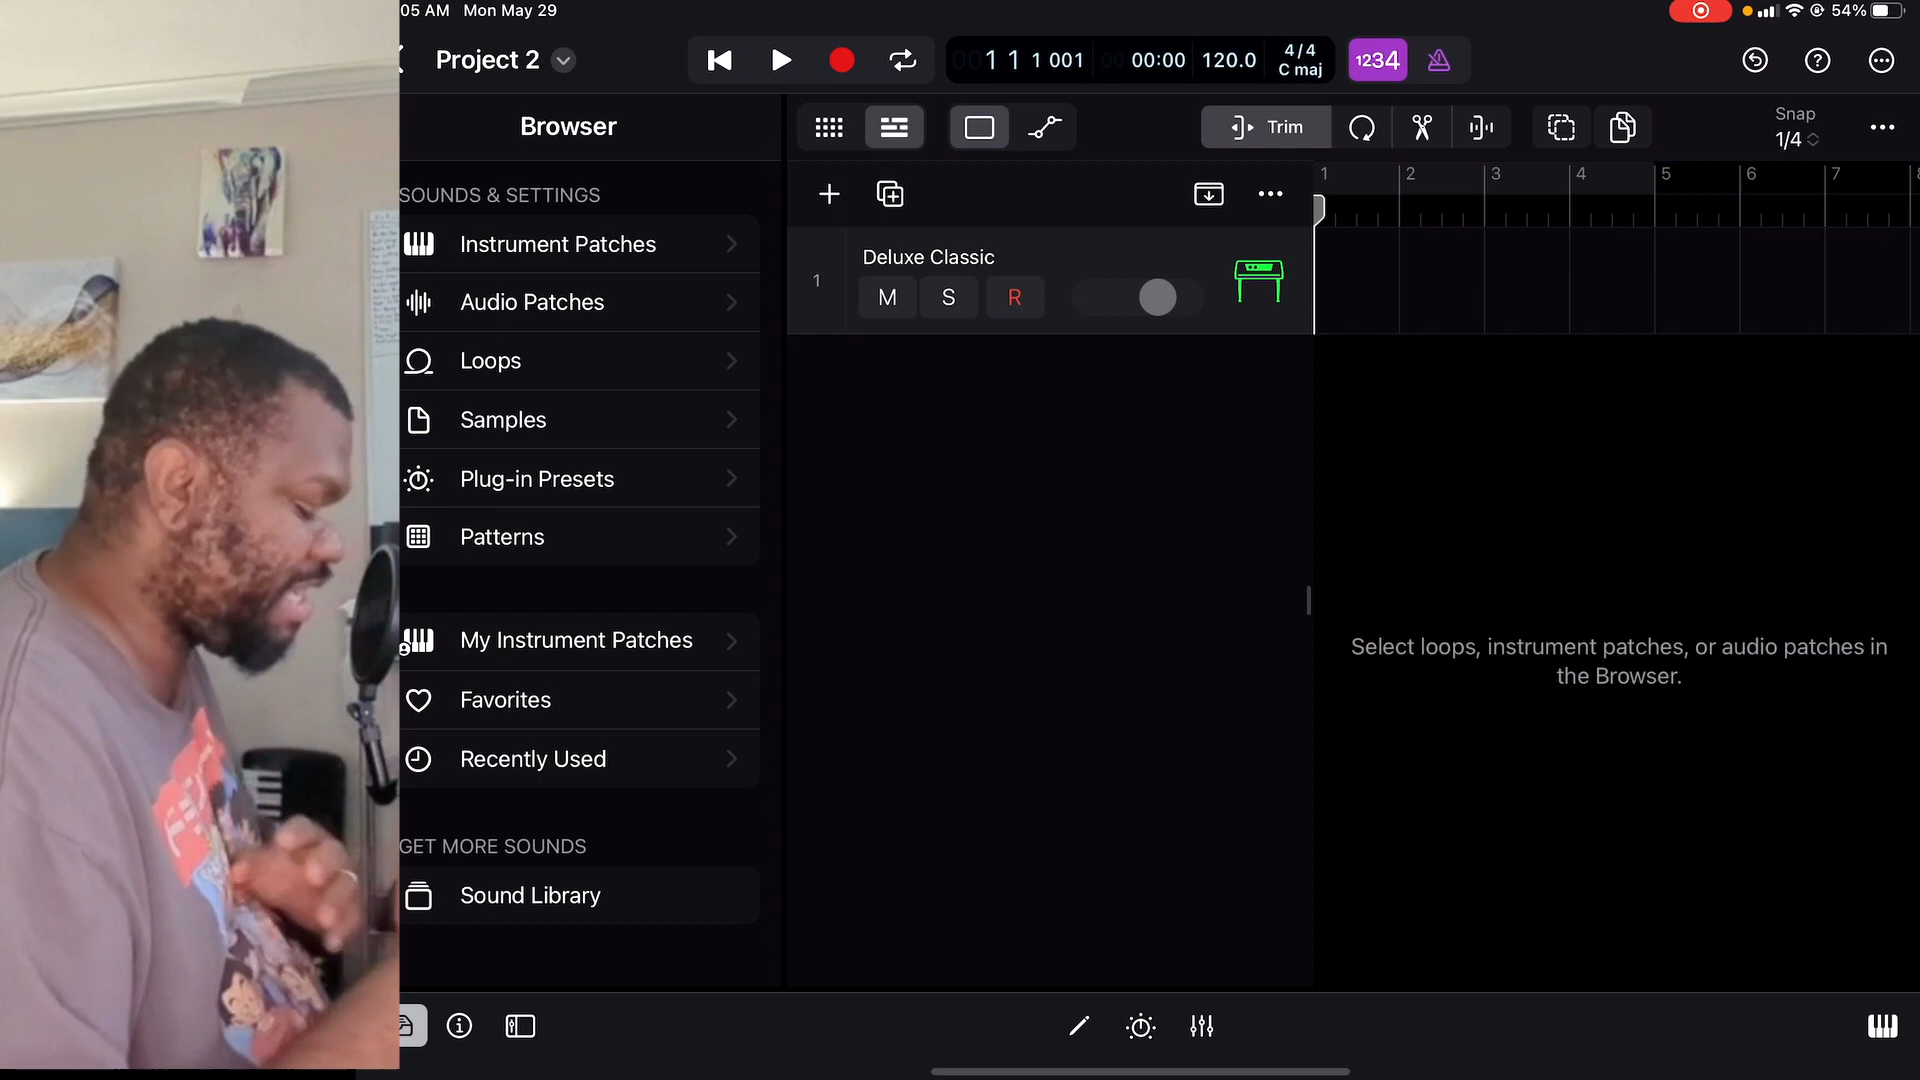 05 AM Mon May 29
54%
Project 2
1 1 1 001
00:00
120.0
4/4
C maj
1234
Browser
Trim
Snap
1/4
SOUNDS & SETTINGS
Instrument Patches
Audio Patches
Loops
Samples
Plug-in Presets
Patterns
My Instrument Patches
Favorites
Recently Used
GET MORE SOUNDS
Sound Library
1
Deluxe Classic
M S R
1 2 3 4 5 6 7
Select loops, instrument patches, or audio patches in
the Browser.